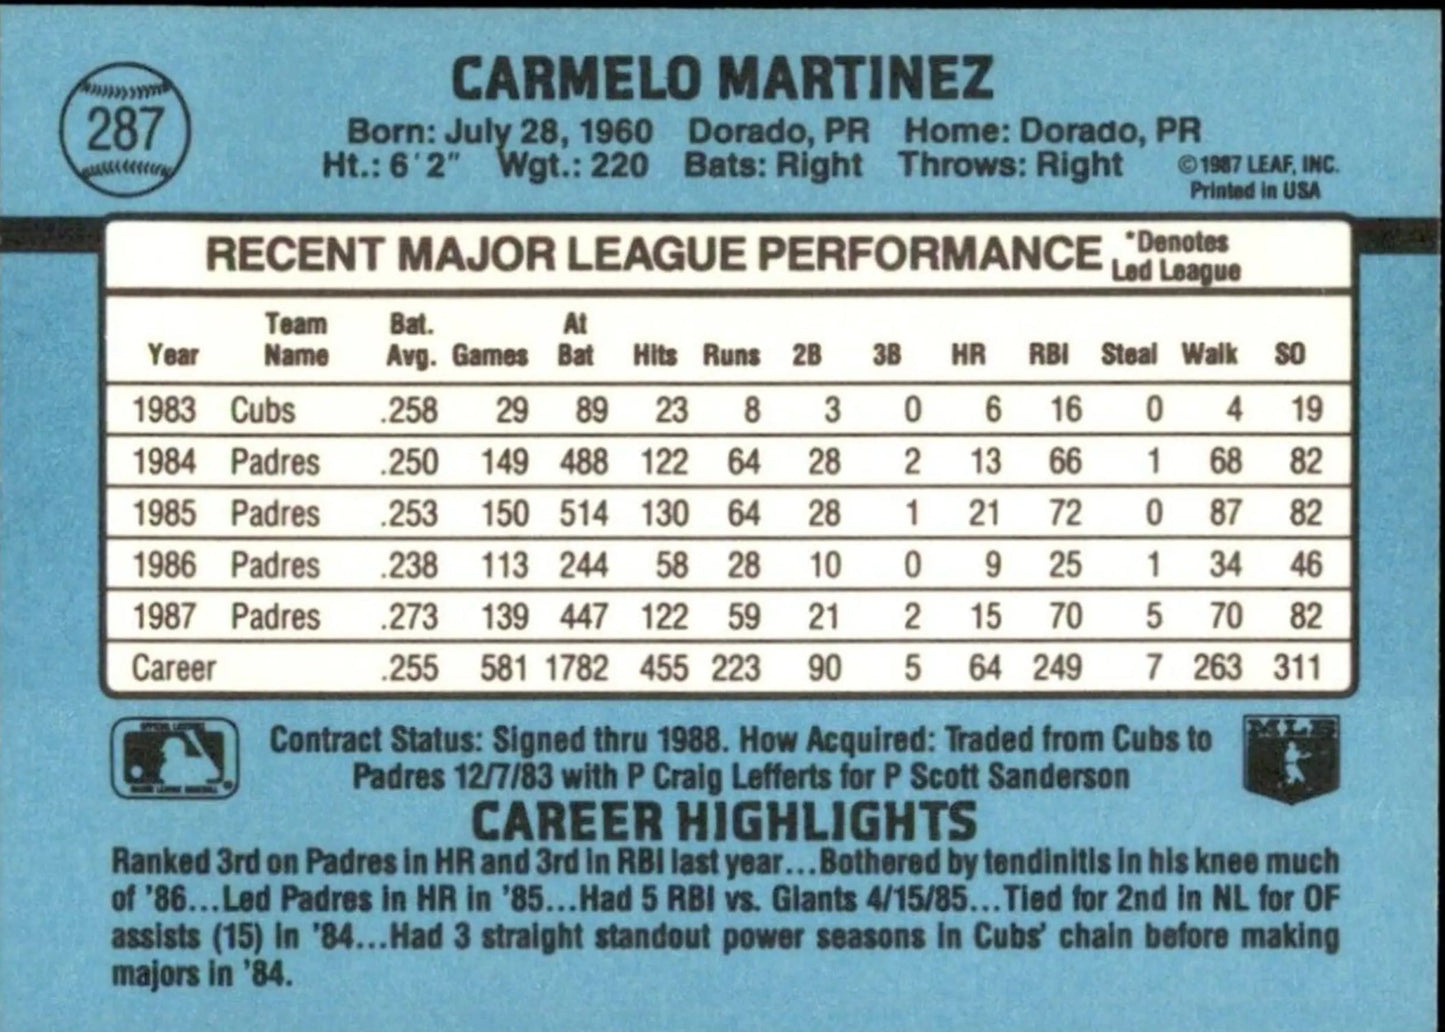 287
CARMELO MARTINEZ
Born: July 28, 1960 Dorado, PR Home: Dorado, PR
Ht.: 6'2" Wgt.: 220 Bats: Right Throws: Right
©1987 LEAF, INC.
Printed in USA
RECENT MAJOR LEAGUE PERFORMANCE *Denotes Led League
Year Team Name Bat. Avg. Games At Bat Hits Runs 2B 3B HR RBI Steal Walk SO
1983 Cubs .258 29 89 23 8 3 0 6 16 0 4 19
1984 Padres .250 149 488 122 64 28 2 13 66 1 68 82
1985 Padres .253 150 514 130 64 28 1 21 72 0 87 82
1986 Padres .238 113 244 58 28 10 0 9 25 1 34 46
1987 Padres .273 139 447 122 59 21 2 15 70 5 70 82
Career .255 581 1782 455 223 90 5 64 249 7 263 311
Contract Status: Signed thru 1988. How Acquired: Traded from Cubs to
Padres 12/7/83 with P Craig Lefferts for P Scott Sanderson
MLB
CAREER HIGHLIGHTS
Ranked 3rd on Padres in HR and 3rd in RBI last year...Bothered by tendinitis in his knee much
of '86...Led Padres in HR in '85...Had 5 RBI vs. Giants 4/15/85...Tied for 2nd in NL for OF
assists (15) in '84...Had 3 straight standout power seasons in Cubs' chain before making
majors in '84.